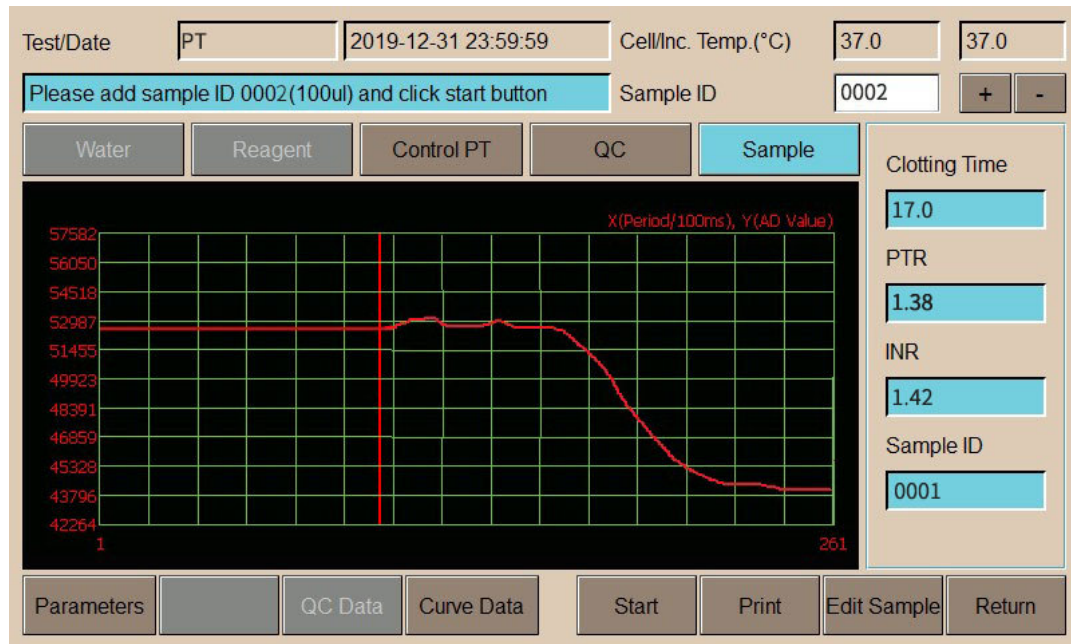 Test/Date PT 2019-12-31 23:59:59 Cell/Inc. Temp.(°C) 37.0 37.0
Please add sample ID 0002(100ul) and click start button Sample ID 0002 + -
Water Reagent Control PT QC Sample
Clotting Time
17.0
PTR
1.38
INR
1.42
Sample ID
0001
X(Period/100ms), Y(AD Value)
57582
56050
54518
52987
51455
49923
48391
46859
45328
43796
42264
1 261
Parameters QC Data Curve Data Start Print Edit Sample Return